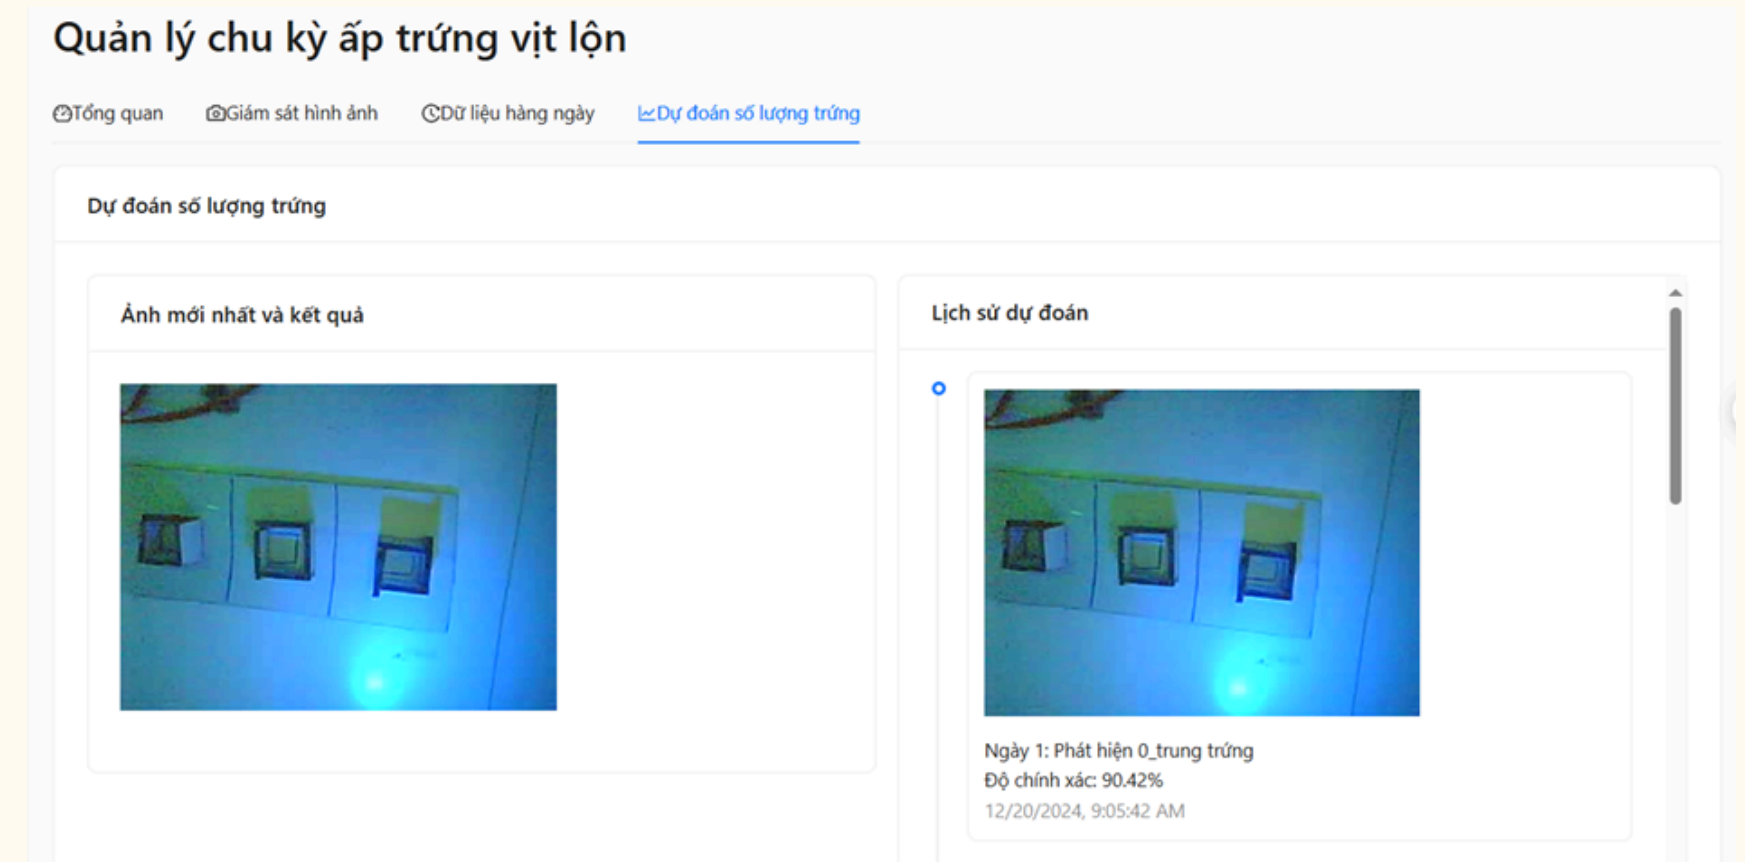 Quản lý chu kỳ ấp trứng vịt lộn
Tổng quan
Giám sát hình ảnh
Dữ liệu hàng ngày
Dự đoán số lượng trứng
Dự đoán số lượng trứng
Ảnh mới nhất và kết quả
Lịch sử dự đoán
Ngày 1: Phát hiện 0_trung trứng
Độ chính xác: 90.42%
12/20/2024, 9:05:42 AM